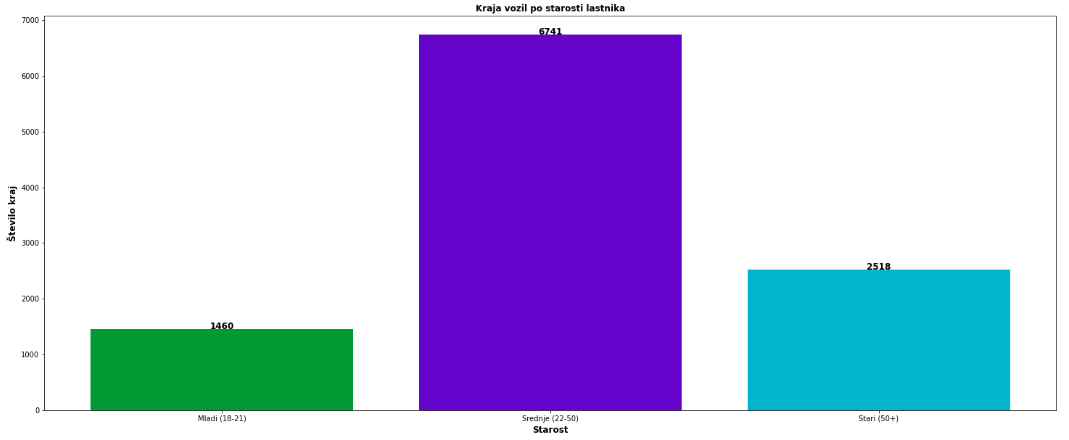 Kraja vozil po starosti lastnika
7000
6000
5000
4000
3000
2000
1000
0
Število kraj
1460
6741
2518
Mladi (18-21)
Srednje (22-50)
Stari (50+)
Starost